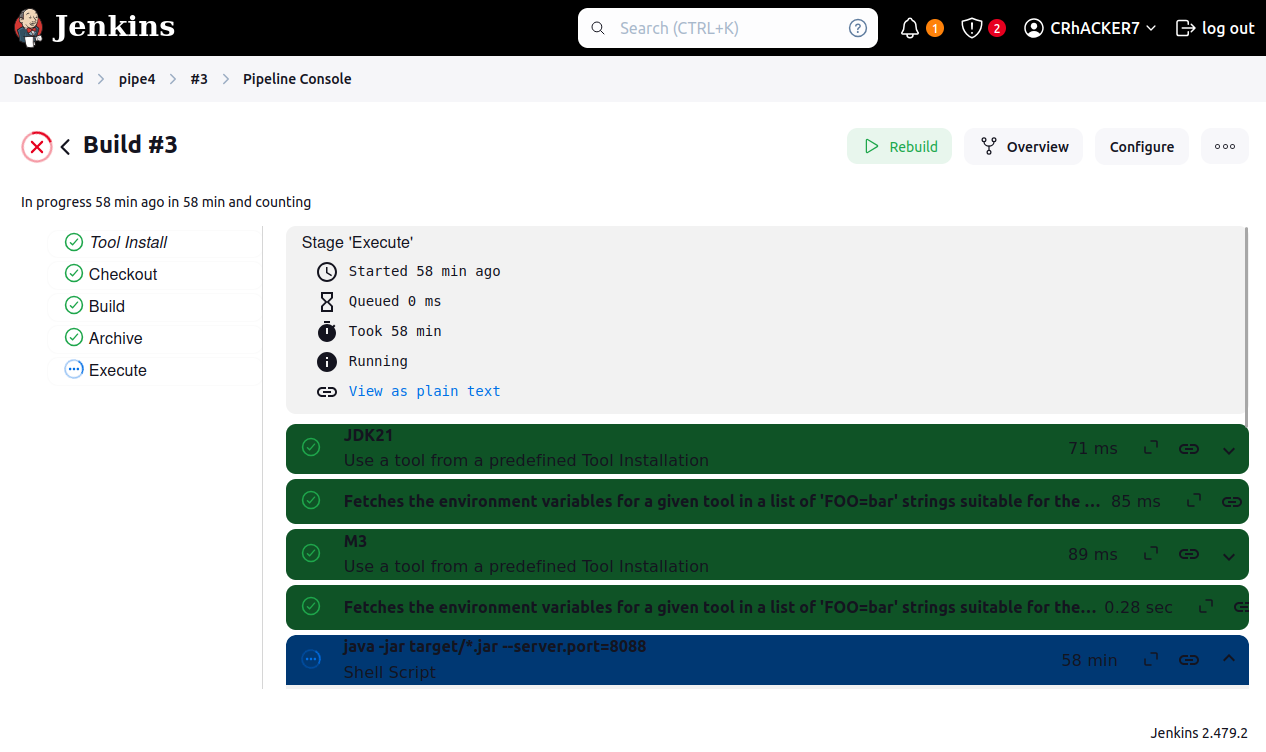 Jenkins
Search (CTRL+K)
1
2
CRhACKER7
log out
Dashboard
pipe4
#3
Pipeline Console
Build #3
Rebuild
Overview
Configure
In progress 58 min ago in 58 min and counting
Tool Install
Checkout
Build
Archive
Execute
Stage 'Execute'
Started 58 min ago
Queued 0 ms
Took 58 min
Running
View as plain text
JDK21
Use a tool from a predefined Tool Installation
71 ms
Fetches the environment variables for a given tool in a list of 'FOO=bar' strings suitable for the ... 85 ms
M3
Use a tool from a predefined Tool Installation
89 ms
Fetches the environment variables for a given tool in a list of 'FOO=bar' strings suitable for the... 0.28 sec
java -jar target/*.jar --server.port=8088
Shell Script
58 min
Jenkins 2.479.2